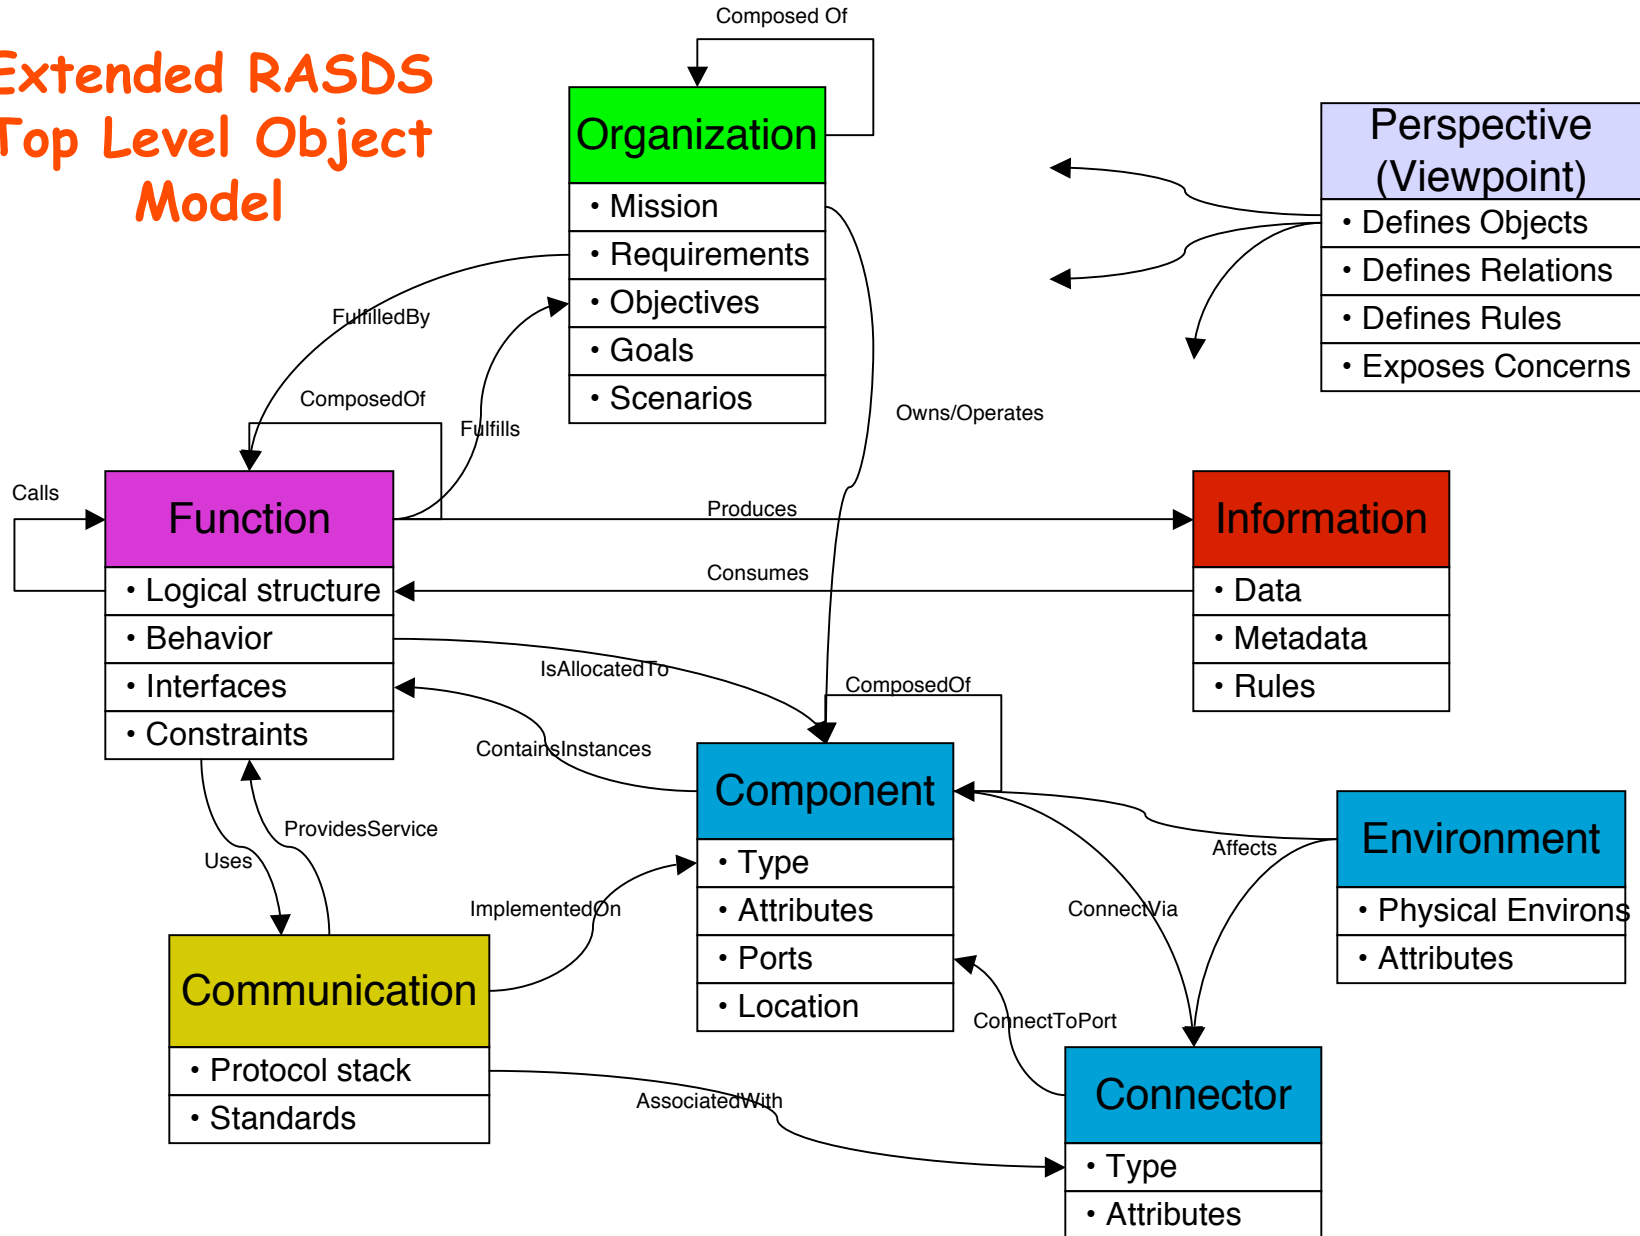 Composed Of
Extended RASDS
Top Level Object
Model
Organization
• Mission
• Requirements
• Objectives
• Goals
• Scenarios
Perspective
(Viewpoint)
• Defines Objects
• Defines Relations
• Defines Rules
• Exposes Concerns
FulfilledBy
ComposedOf
Fulfills
Owns/Operates
Calls
Function
• Logical structure
• Behavior
• Interfaces
• Constraints
Produces
Consumes
Information
• Data
• Metadata
• Rules
IsAllocatedTo
ComposedOf
ContainsInstances
Component
• Type
• Attributes
• Ports
• Location
Environment
• Physical Environs
• Attributes
Affects
ProvidesService
Uses
ImplementedOn
ConnectVia
ConnectToPort
Communication
• Protocol stack
• Standards
AssociatedWith
Connector
• Type
• Attributes